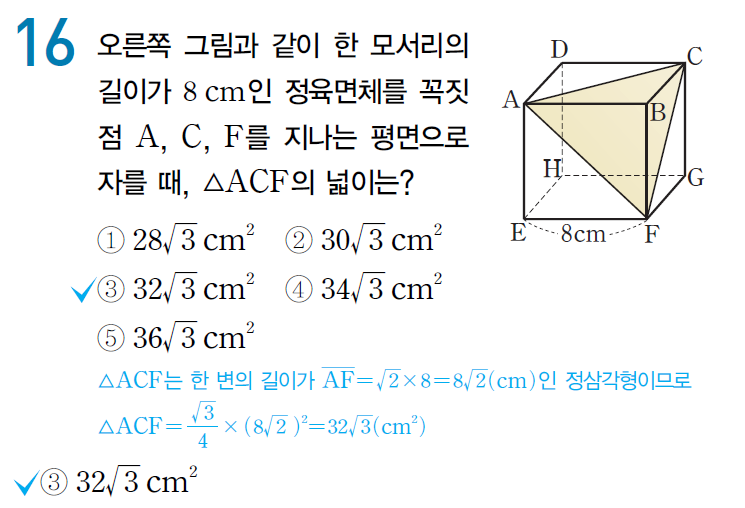 16 오른쪽 그림과 같이 한 모서리의
길이가 8 cm인 정육면체를 꼭짓
점 A, C, F를 지나는 평면으로
자를 때, △ACF의 넓이는?
D
C
A
B
H
G
E
8cm
F
① 28√3 cm² ② 30√3 cm²
③ 32√3 cm² ④ 34√3 cm²
⑤ 36√3 cm²
△ACF는 한 변의 길이가 A̅F̅=√2×8=8√2(cm)인 정삼각형이므로
△ACF=√3/4×(8√2)²=32√3(cm²)
③ 32√3 cm²